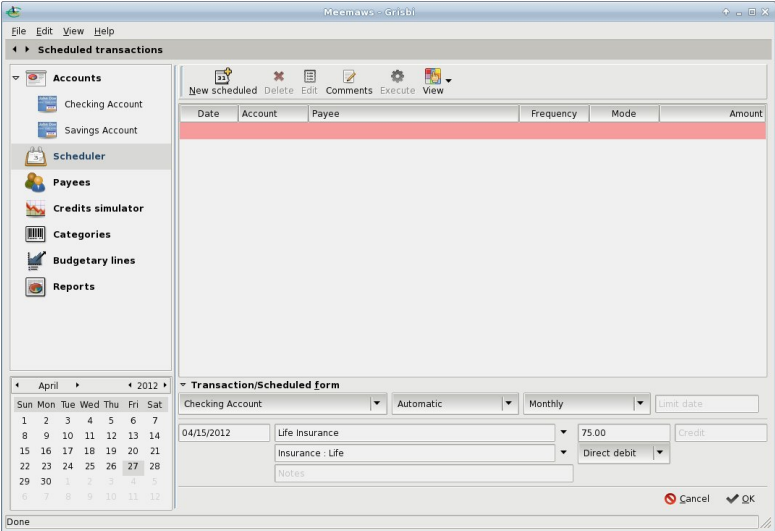 Meemaws - Grisbi
File Edit View Help
Scheduled transactions
Accounts
Checking Account
Savings Account
Scheduler
Payees
Credits simulator
Categories
Budgetary lines
Reports
New scheduled Delete Edit Comments Execute View
Date Account Payee Frequency Mode Amount
April 2012
Sun Mon Tue Wed Thu Fri Sat
1 2 3 4 5 6 7
8 9 10 11 12 13 14
15 16 17 18 19 20 21
22 23 24 25 26 27 28
29 30 1 2 3 4 5
6 7 8 9 10 11 12
Transaction/Scheduled form
Checking Account Automatic Monthly Limit date
04/15/2012 Life Insurance 75.00 Credit
Insurance : Life Direct debit
Notes
Cancel OK
Done